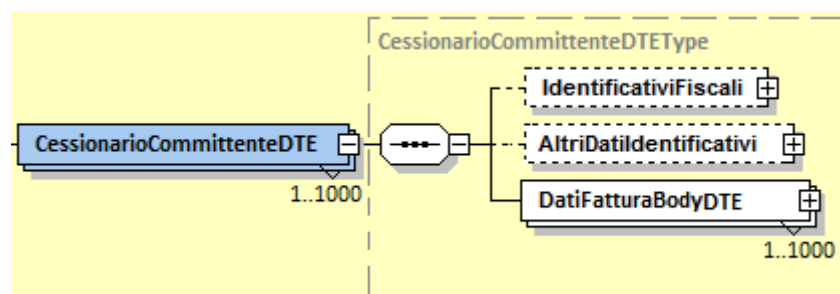 CessionarioCommittenteDTEType
IdentificativiFiscali
CessionarioCommittenteDTE
AltriDatiIdentificativi
1..1000
DatiFatturaBodyDTE
1..1000